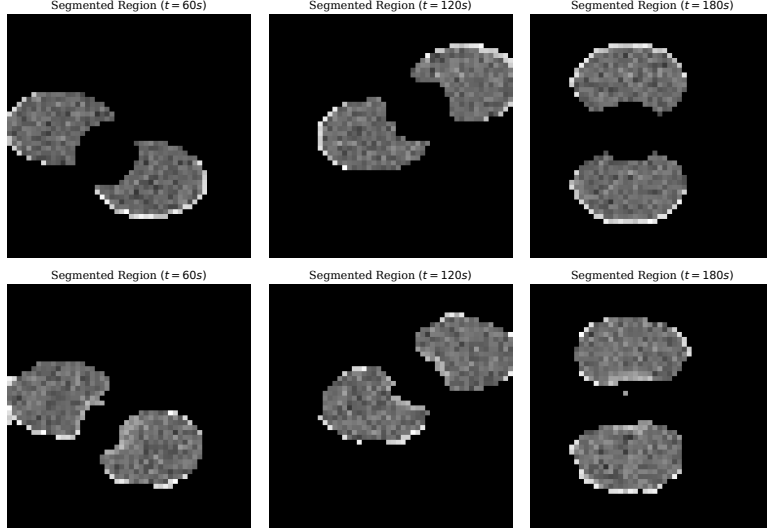 Segmented Region (t = 60s)
Segmented Region (t = 120s)
Segmented Region (t = 180s)
Segmented Region (t = 60s)
Segmented Region (t = 120s)
Segmented Region (t = 180s)